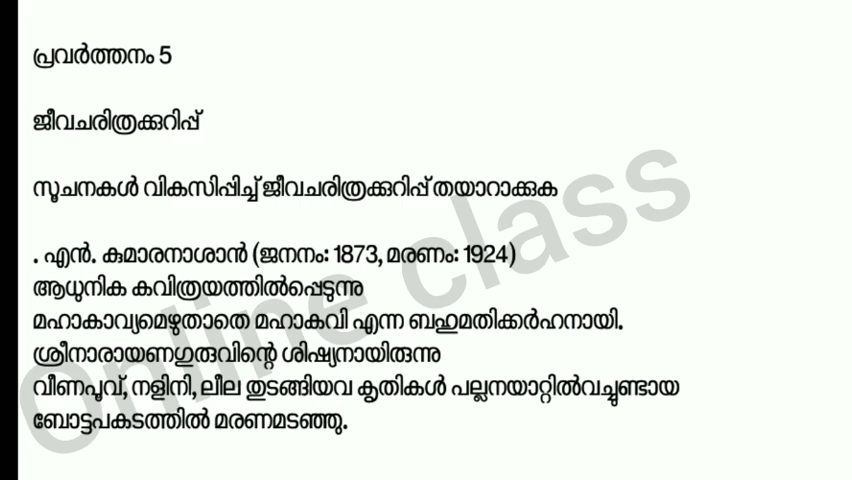 പ്രവർത്തനം 5
ജീവചരിത്രക്കുറിപ്പ്
സൂചനകൾ വികസിപ്പിച്ച് ജീവചരിത്രക്കുറിപ്പ് തയാറാക്കുക
. എൻ. കുമാരനാശാൻ (ജനനം: 1873, മരണം: 1924)
ആധുനിക കവിത്രയത്തിൽപ്പെടുന്നു
മഹാകാവ്യമെഴുതാതെ മഹാകവി എന്ന ബഹുമതിക്കർഹനായി.
ശ്രീനാരായണഗുരുവിന്റെ ശിഷ്യനായിരുന്നു
വീണപൂവ്, നളിനി, ലീല തുടങ്ങിയവ കൃതികൾ പല്ലനയാറ്റിൽവച്ചുണ്ടായ
ബോട്ടപകടത്തിൽ മരണമടഞ്ഞു.
Online class